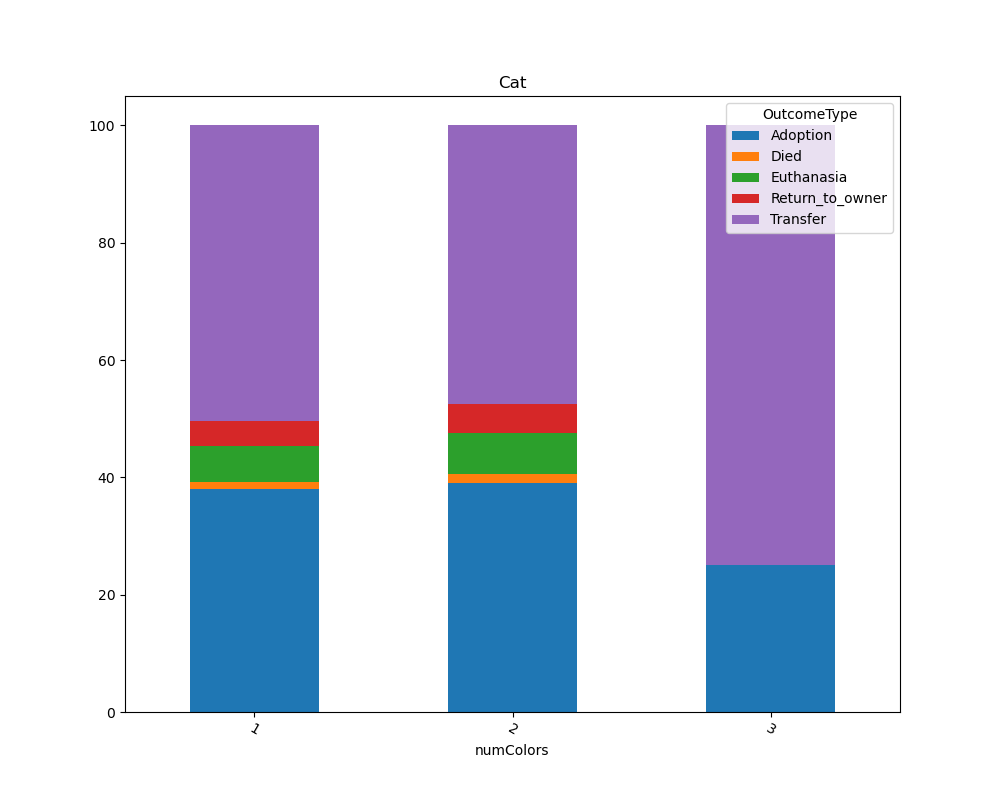 Cat
OutcomeType
Adoption
Died
Euthanasia
Return_to_owner
Transfer
100
80
60
40
20
0
1
2
3
numColors